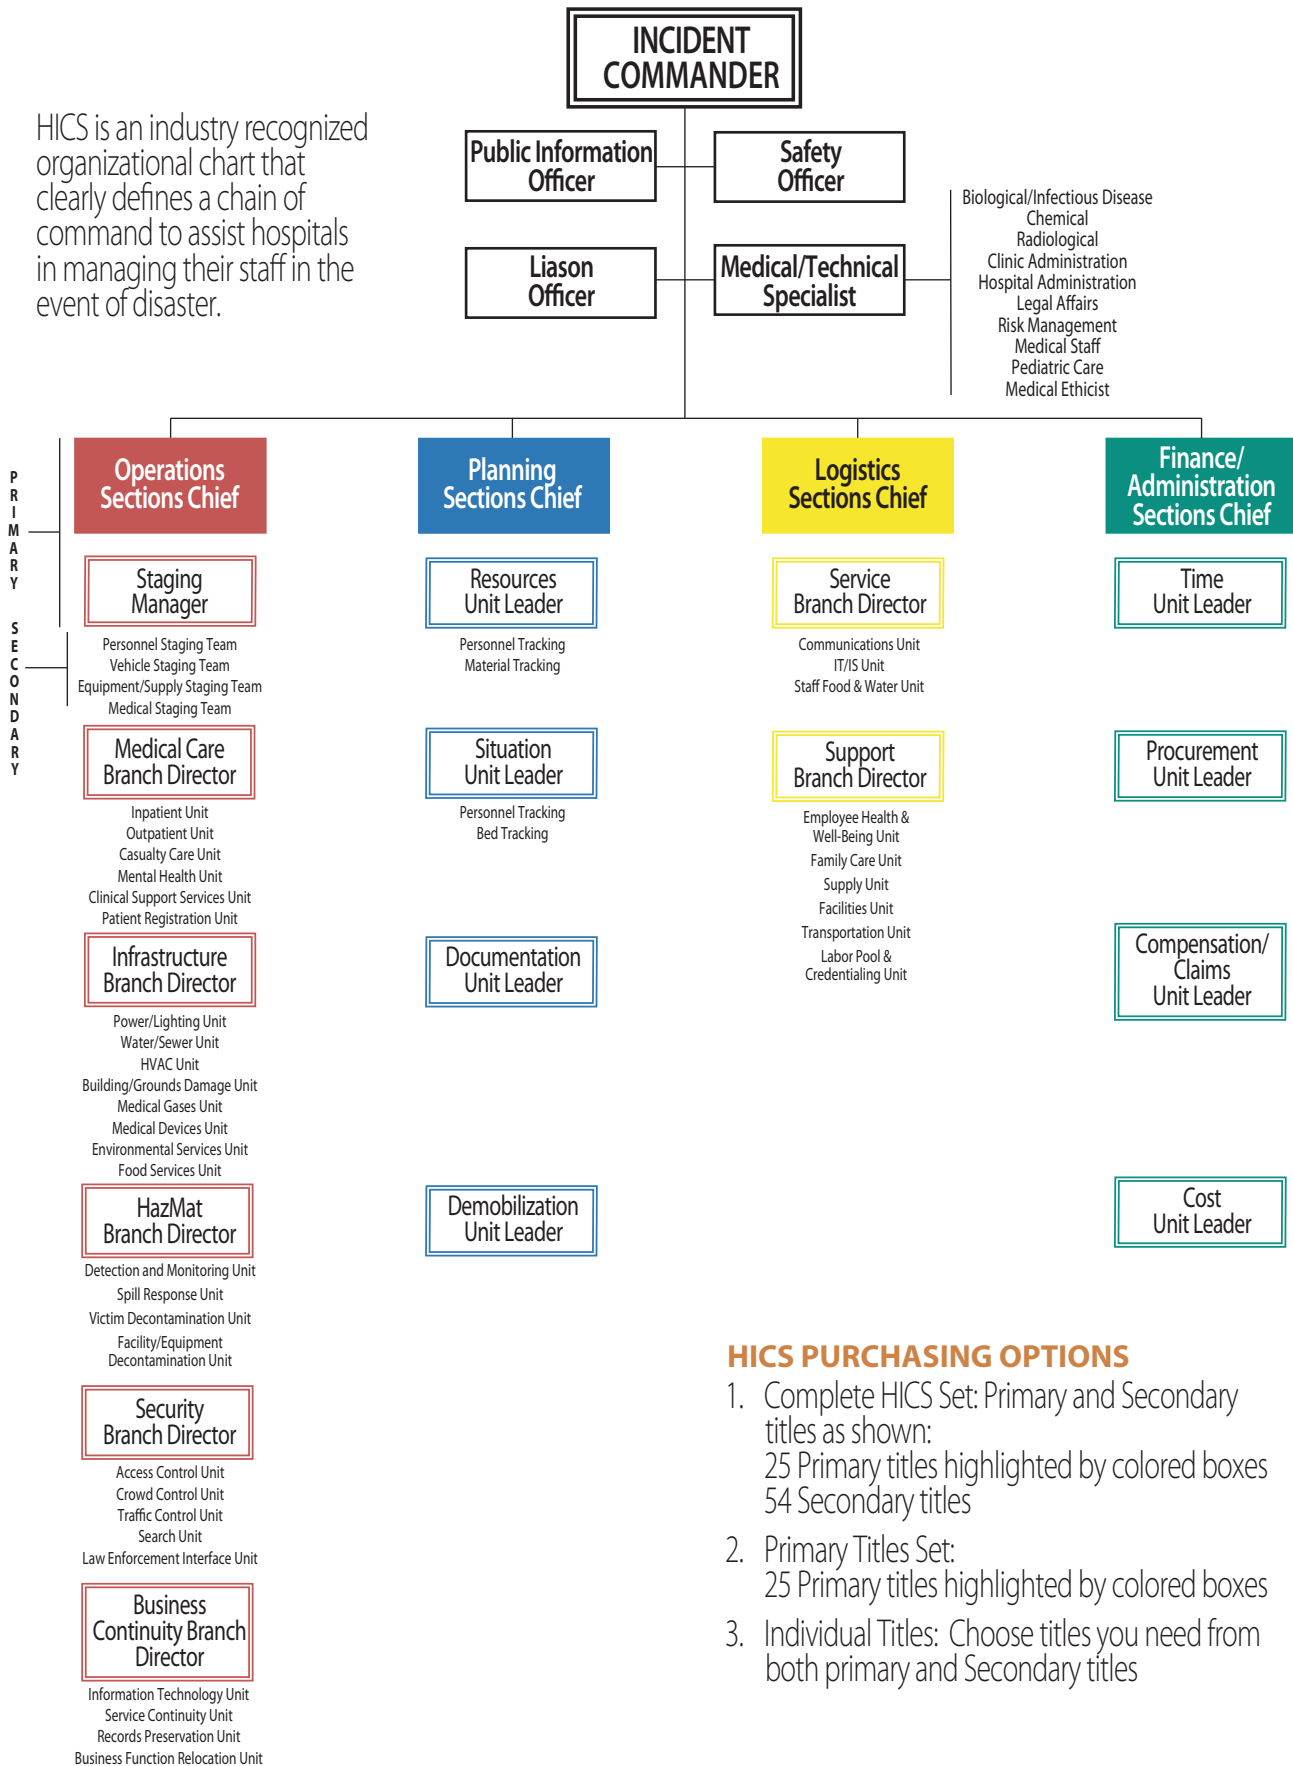 INCIDENT
COMMANDER
HICS is an industry recognized
organizational chart that
clearly defines a chain of
command to assist hospitals
in managing their staff in the
event of disaster.
Public Information
Officer
Safety
Officer
Liason
Officer
Medical/Technical
Specialist
Biological/Infectious Disease
Chemical
Radiological
Clinic Administration
Hospital Administration
Legal Affairs
Risk Management
Medical Staff
Pediatric Care
Medical Ethicist
PRIMARY
SECONDARY
Operations
Sections Chief
Staging
Manager
Personnel Staging Team
Vehicle Staging Team
Equipment/Supply Staging Team
Medical Staging Team
Medical Care
Branch Director
Inpatient Unit
Outpatient Unit
Casualty Care Unit
Mental Health Unit
Clinical Support Services Unit
Patient Registration Unit
Infrastructure
Branch Director
Power/Lighting Unit
Water/Sewer Unit
HVAC Unit
Building/Grounds Damage Unit
Medical Gases Unit
Medical Devices Unit
Environmental Services Unit
Food Services Unit
HazMat
Branch Director
Detection and Monitoring Unit
Spill Response Unit
Victim Decontamination Unit
Facility/Equipment
Decontamination Unit
Security
Branch Director
Access Control Unit
Crowd Control Unit
Traffic Control Unit
Search Unit
Law Enforcement Interface Unit
Business
Continuity Branch
Director
Information Technology Unit
Service Continuity Unit
Records Preservation Unit
Business Function Relocation Unit
Planning
Sections Chief
Resources
Unit Leader
Personnel Tracking
Material Tracking
Situation
Unit Leader
Personnel Tracking
Bed Tracking
Documentation
Unit Leader
Demobilization
Unit Leader
Logistics
Sections Chief
Service
Branch Director
Communications Unit
IT/IS Unit
Staff Food & Water Unit
Support
Branch Director
Employee Health &
Well-Being Unit
Family Care Unit
Supply Unit
Facilities Unit
Transportation Unit
Labor Pool &
Credentialing Unit
Finance/
Administration
Sections Chief
Time
Unit Leader
Procurement
Unit Leader
Compensation/
Claims
Unit Leader
Cost
Unit Leader
HICS PURCHASING OPTIONS
1. Complete HICS Set: Primary and Secondary
titles as shown:
25 Primary titles highlighted by colored boxes
54 Secondary titles
2. Primary Titles Set:
25 Primary titles highlighted by colored boxes
3. Individual Titles: Choose titles you need from
both primary and Secondary titles